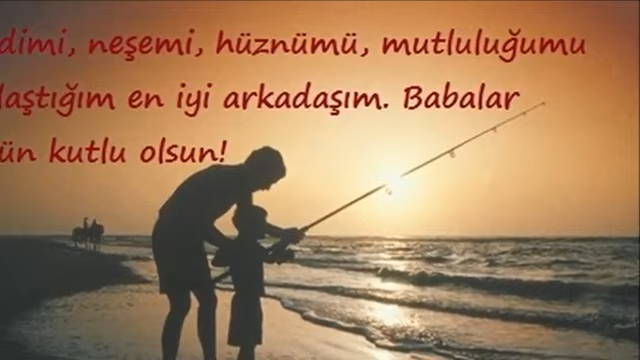 dimi, neşemi, hüznümü, mutluluğumu
laştığım en iyi arkadaşım. Babalar
ün kutlu olsun!